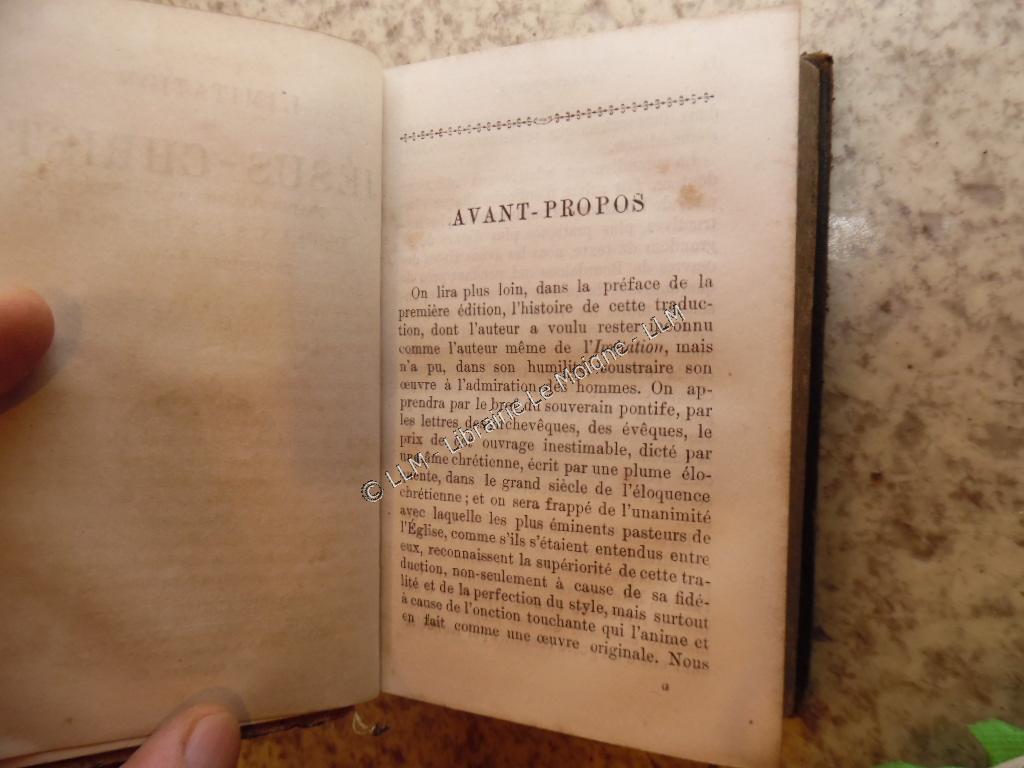 AVANT-PROPOS
On lira plus loin, dans la préface de la
première édition, l'histoire de cette traduc-
tion, dont l'auteur a voulu rester inconnu
comme l'auteur même de l'Imitation, mais
n'a pu, dans son humilité, soustraire son
œuvre à l'admiration des hommes. On ap-
prendra par le bref du souverain pontife, par
les lettres des archevêques, des évêques, le
prix de cet ouvrage inestimable, dicté par
une âme chrétienne, écrit par une plume élo-
quente, dans le grand siècle de l'éloquence
chrétienne ; et on sera frappé de l'unanimité
avec laquelle les plus éminents pasteurs de
l'Église, comme s'ils s'étaient entendus entre
eux, reconnaissent la supériorité de cette tra-
duction, non-seulement à cause de sa fidé-
lité et de la perfection du style, mais surtout
à cause de l'onction touchante qui l'anime et
en fait comme une œuvre originale. Nous
a
© LLM - Librairie Le Moigne - LLM
L'IMITATION
JÉSUS-CHRIST